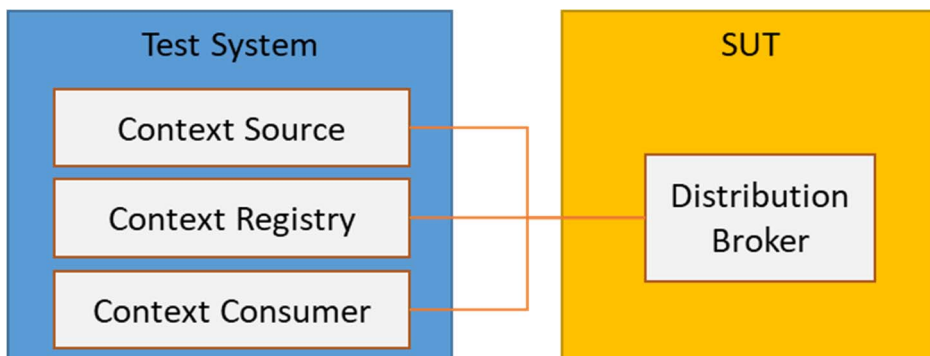 Test System
Context Source
Context Registry
Context Consumer
SUT
Distribution
Broker